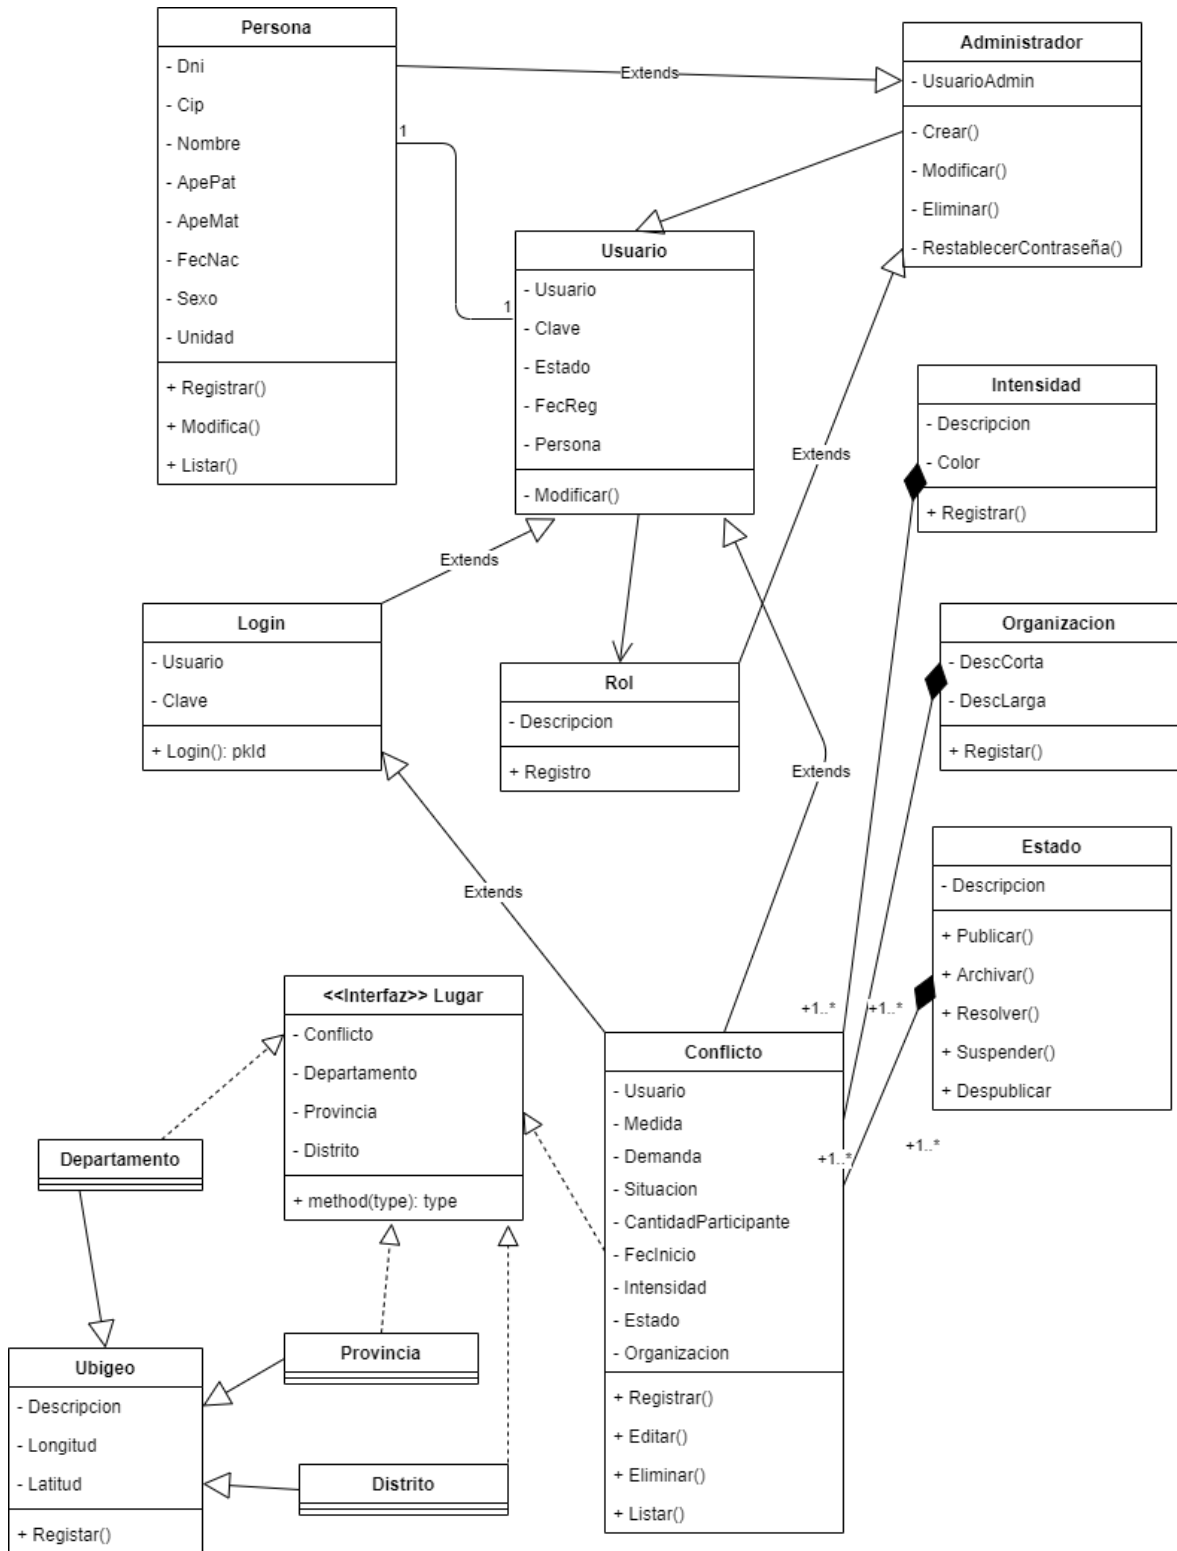 Persona
- Dni
- Cip
- Nombre
- ApePat
- ApeMat
- FecNac
- Sexo
- Unidad
+ Registrar()
+ Modifica()
+ Listar()
Extends
Administrador
- UsuarioAdmin
- Crear()
- Modificar()
- Eliminar()
- RestablecerContraseña()
1
1
Usuario
- Usuario
- Clave
- Estado
- FecReg
- Persona
- Modificar()
Extends
Intensidad
- Descripcion
- Color
+ Registrar()
Extends
Login
- Usuario
- Clave
+ Login(): pkId
Rol
- Descripcion
+ Registro
Organizacion
- DescCorta
- DescLarga
+ Registar()
Extends
Extends
Estado
- Descripcion
+ Publicar()
+ Archivar()
+ Resolver()
+ Suspender()
+ Despublicar
<<Interfaz>> Lugar
- Conflicto
- Departamento
- Provincia
- Distrito
+ method(type): type
+1..*
+1..*
+1..*
+1..*
Conflicto
- Usuario
- Medida
- Demanda
- Situacion
- CantidadParticipante
- FecInicio
- Intensidad
- Estado
- Organizacion
+ Registrar()
+ Editar()
+ Eliminar()
+ Listar()
Departamento
Provincia
Ubigeo
- Descripcion
- Longitud
- Latitud
+ Registar()
Distrito